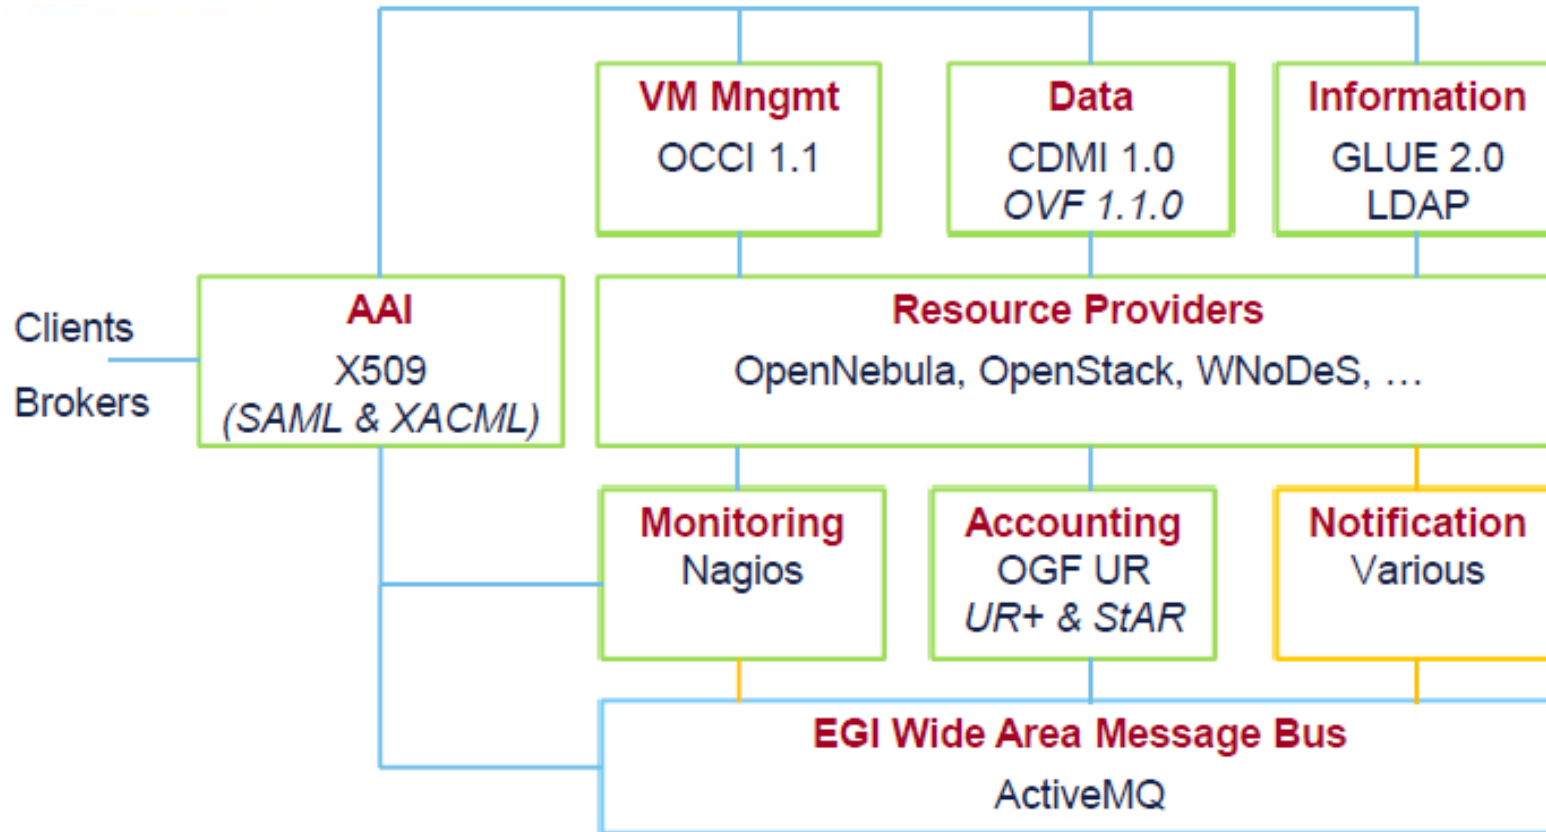 VM Mngmt
OCCI 1.1
Data
CDMI 1.0
OVF 1.1.0
Information
GLUE 2.0
LDAP
Clients
Brokers
AAI
X509
(SAML & XACML)
Resource Providers
OpenNebula, OpenStack, WNoDeS, ...
Monitoring
Nagios
Accounting
OGF UR
UR+ & StAR
Notification
Various
EGI Wide Area Message Bus
ActiveMQ